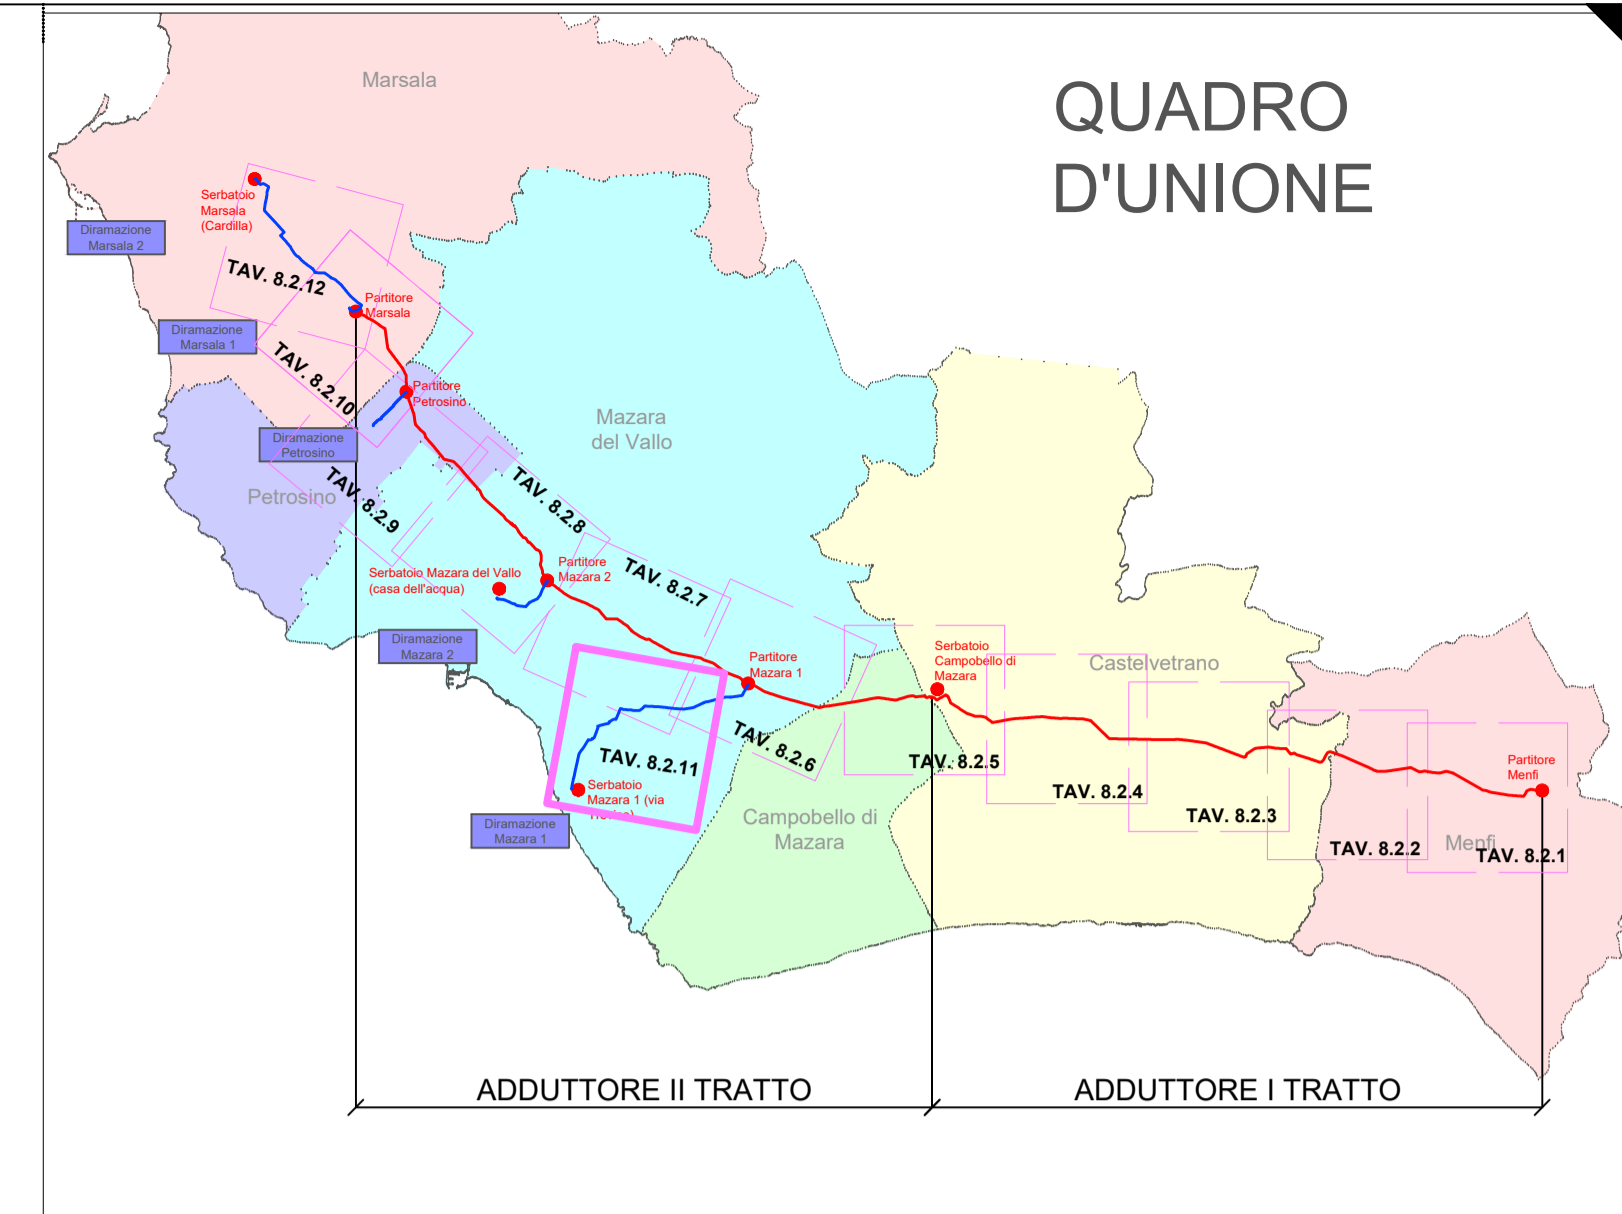 QUADRO
D'UNIONE
Marsala
Serbatoio
Marsala
(Cardilla)
Diramazione
Marsala 2
TAV. 8.2.12
Partitore
Marsala
Diramazione
Marsala 1
TAV. 8.2.10
Partitore
Petrosino
Diramazione
Petrosino
Petrosino
TAV. 8.2.9
Mazara
del Vallo
TAV. 8.2.8
Serbatoio Mazara del Vallo
(casa dell'acqua)
Partitore
Mazara 2
TAV. 8.2.7
Diramazione
Mazara 2
Partitore
Mazara 1
TAV. 8.2.6
TAV. 8.2.11
Serbatoio
Mazara 1 (via
Diramazione
Mazara 1
Serbatoio
Campobello di
Mazara
Castelvetrano
TAV. 8.2.5
TAV. 8.2.4
TAV. 8.2.3
Campobello di
Mazara
Partitore
Menfi
TAV. 8.2.2
Menfi
TAV. 8.2.1
ADDUTTORE II TRATTO
ADDUTTORE I TRATTO